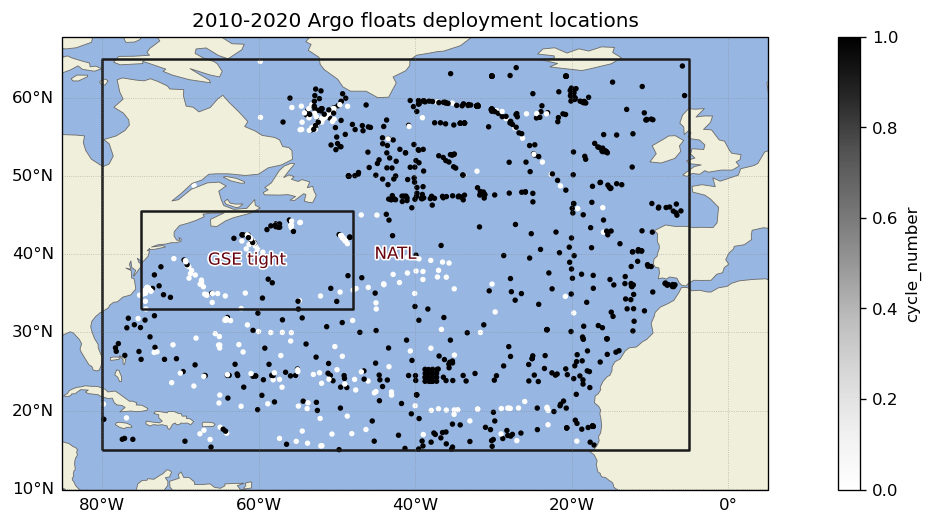 2010-2020 Argo floats deployment locations
60°N
50°N
40°N
30°N
20°N
10°N
80°W
60°W
40°W
20°W
0°
GSE tight
NATL
1.0
0.8
0.6
0.4
0.2
0.0
cycle_number